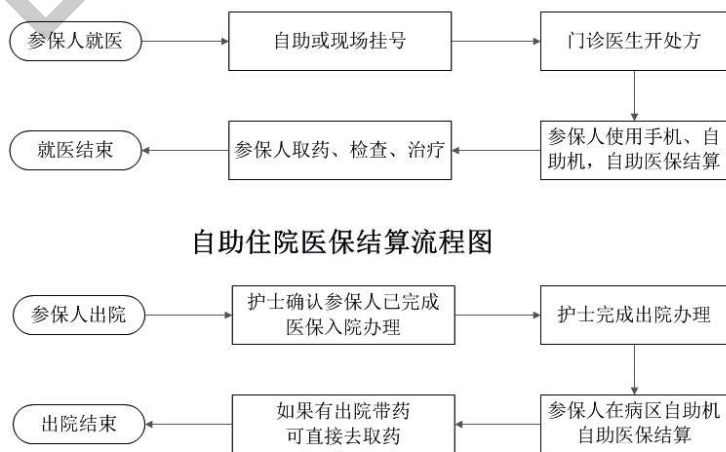 参保人就医
自助或现场挂号
门诊医生开处方
参保人使用手机、自
助机，自助医保结算
参保人取药、检查、治疗
就医结束
自助住院医保结算流程图
参保人出院
护士确认参保人已完成
医保入院办理
护士完成出院办理
参保人在病区自助机
自助医保结算
如果有出院带药
可直接去取药
出院结束